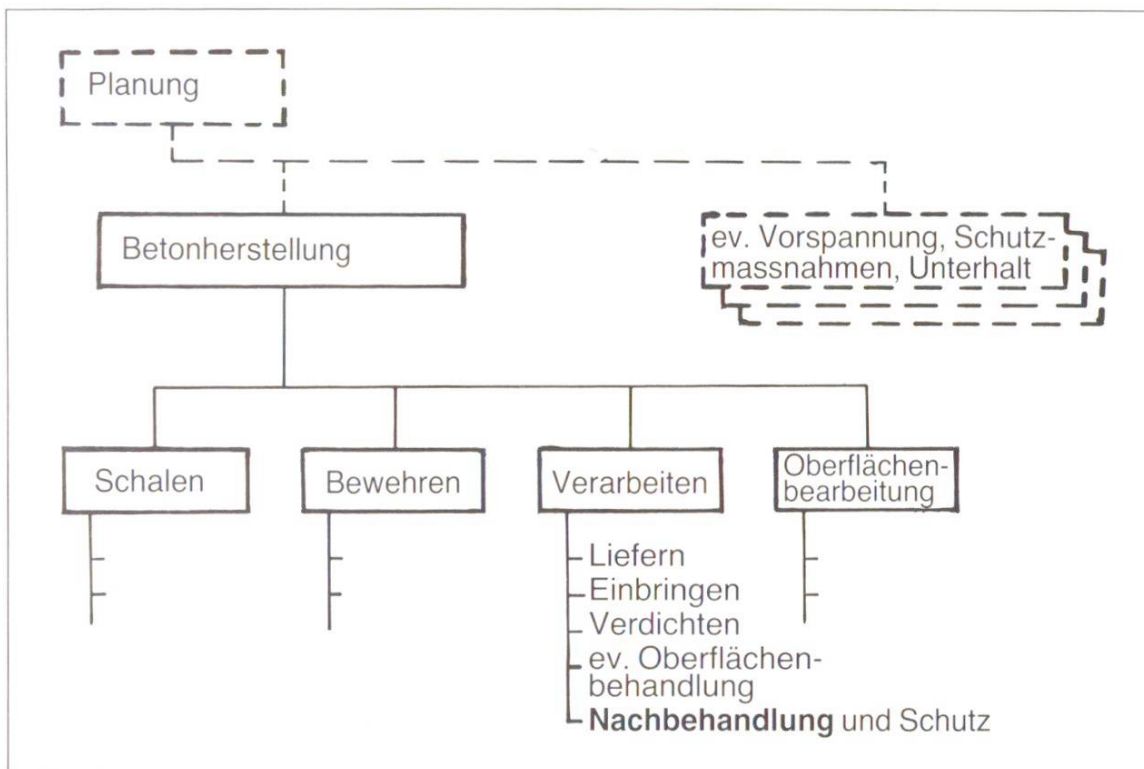 Planung
Betonherstellung
ev. Vorspannung, Schutz-
massnahmen, Unterhalt
Schalen
Bewehren
Verarbeiten
Oberflächen-
bearbeitung
Liefern
Einbringen
Verdichten
ev. Oberflächen-
behandlung
Nachbehandlung und Schutz